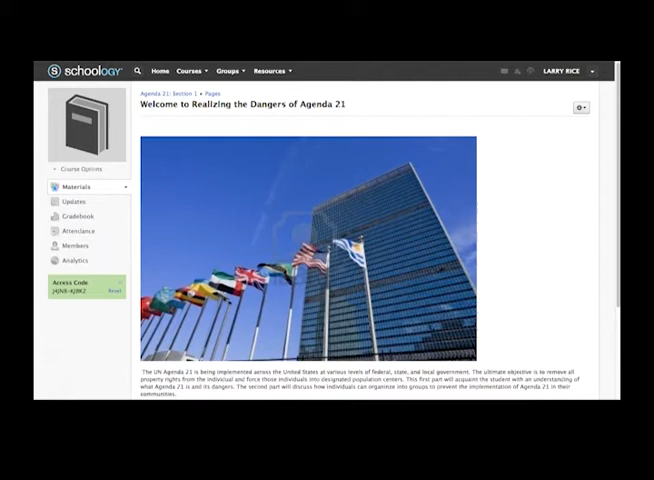 schoology Home Courses Groups Resources LARRY RICE
Agenda 21: Section 1 • Pages
Welcome to Realizing the Dangers of Agenda 21
Course Options
Materials
Updates
Gradebook
Attendance
Members
Analytics
Access Code
Reset
The UN Agenda 21 is being implemented across the United States at various levels of federal, state, and local government. The ultimate objective is to remove all
property rights from the individual and force those individuals into designated population centers. This first part will acquaint the student with an understanding of
what Agenda 21 is and its dangers. The second part will discuss how individuals can organinze into groups to prevent the implementation of Agenda 21 in their
communities.